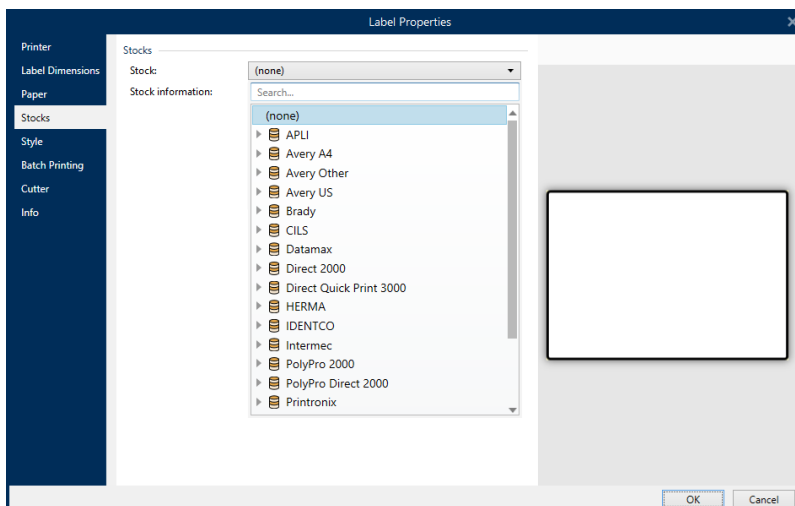 Label Properties
Printer
Label Dimensions
Paper
Stocks
Style
Batch Printing
Cutter
Info
Stocks
Stock: (none)
Stock information: Search...
(none)
APLI
Avery A4
Avery Other
Avery US
Brady
CILS
Datamax
Direct 2000
Direct Quick Print 3000
HERMA
IDENTCO
Intermec
PolyPro 2000
PolyPro Direct 2000
Printronix
OK Cancel